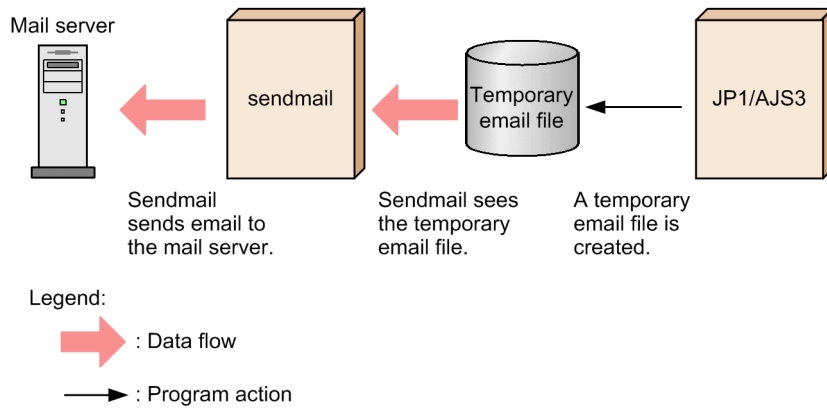 Mail server
sendmail
Temporary
email file
JP1/AJS3
Sendmail
sends email to
the mail server.
Sendmail sees
the temporary
email file.
A temporary
email file is
created.
Legend:
: Data flow
: Program action